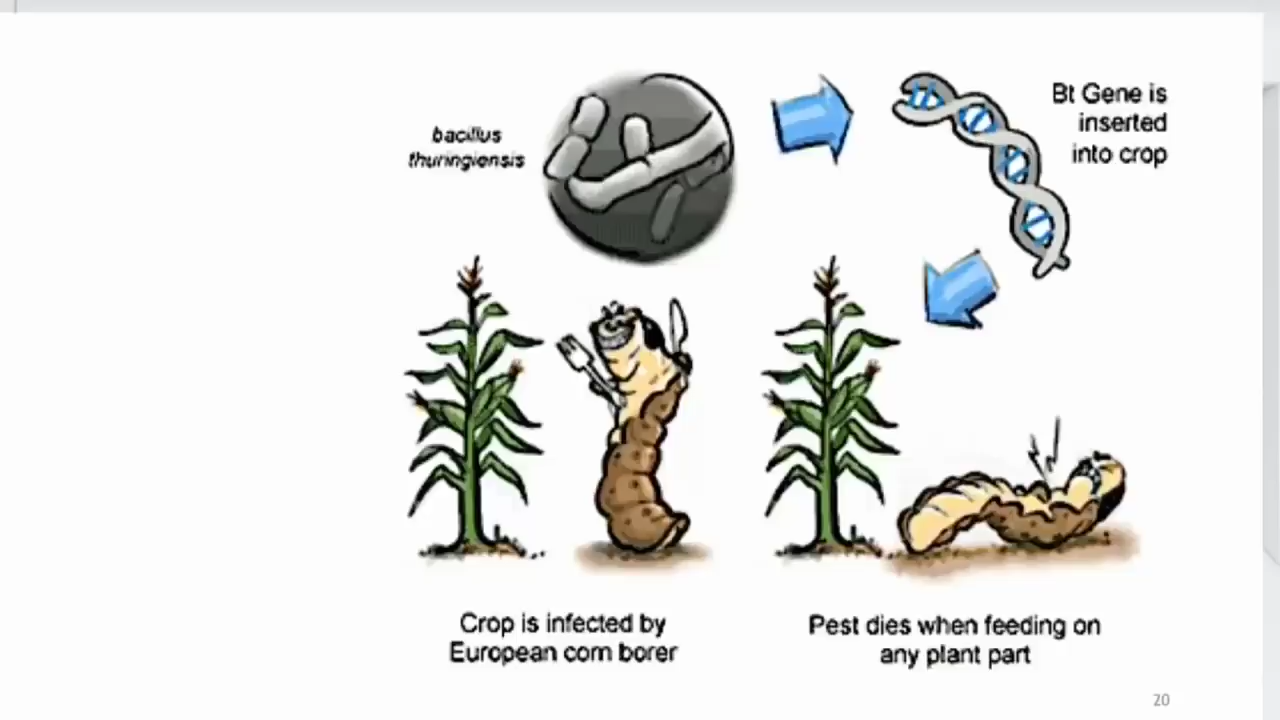 bacillus
thuringiensis
Bt Gene is
inserted
into crop
Crop is infected by
European corn borer
Pest dies when feeding on
any plant part
20